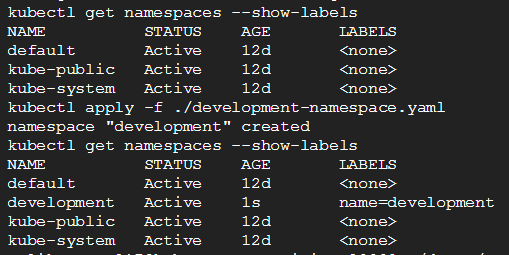 kubectl get namespaces --show-labels
NAME STATUS AGE LABELS
default Active 12d <none>
kube-public Active 12d <none>
kube-system Active 12d <none>
kubectl apply -f ./development-namespace.yaml
namespace "development" created
kubectl get namespaces --show-labels
NAME STATUS AGE LABELS
default Active 12d <none>
development Active 1s name=development
kube-public Active 12d <none>
kube-system Active 12d <none>